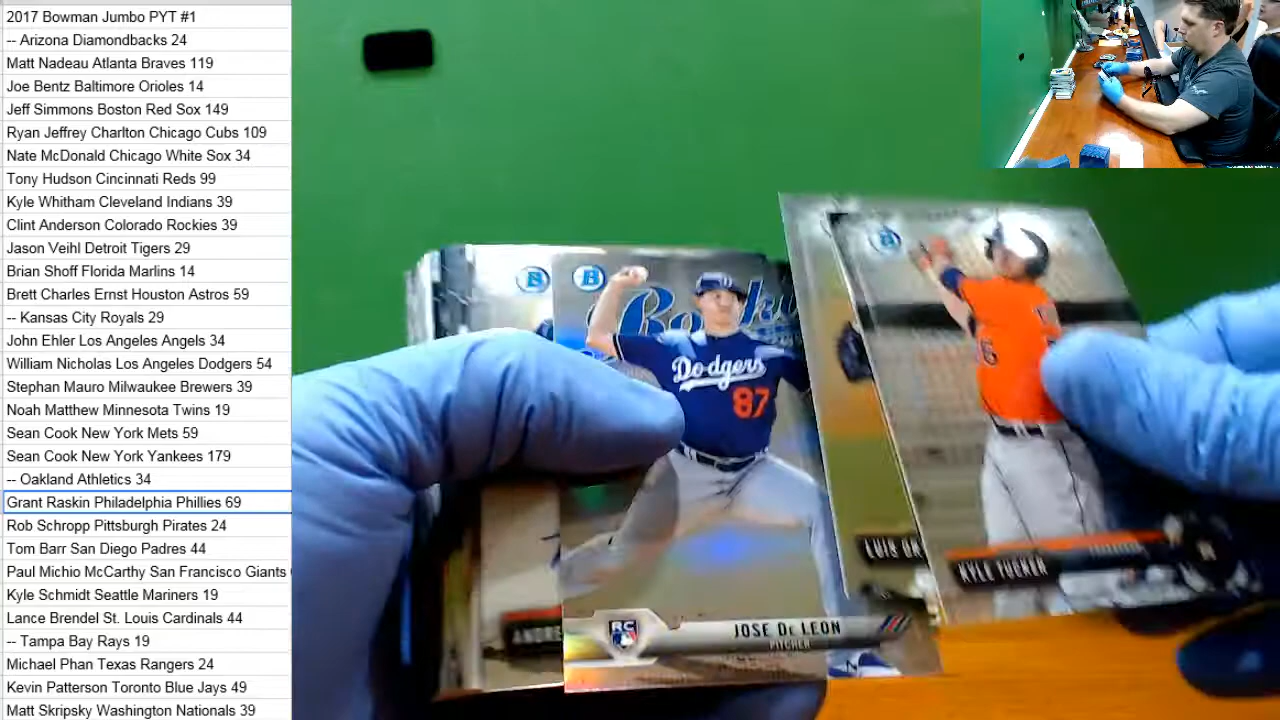 2017 Bowman Jumbo PYT #1
-- Arizona Diamondbacks 24
Matt Nadeau Atlanta Braves 119
Joe Bentz Baltimore Orioles 14
Jeff Simmons Boston Red Sox 149
Ryan Jeffrey Charlton Chicago Cubs 109
Nate McDonald Chicago White Sox 34
Tony Hudson Cincinnati Reds 99
Kyle Whitham Cleveland Indians 39
Clint Anderson Colorado Rockies 39
Jason Veihl Detroit Tigers 29
Brian Shoff Florida Marlins 14
Brett Charles Ernst Houston Astros 59
-- Kansas City Royals 29
John Ehler Los Angeles Angels 34
William Nicholas Los Angeles Dodgers 54
Stephan Mauro Milwaukee Brewers 39
Noah Matthew Minnesota Twins 19
Sean Cook New York Mets 59
Sean Cook New York Yankees 179
-- Oakland Athletics 34
Grant Raskin Philadelphia Phillies 69
Rob Schropp Pittsburgh Pirates 24
Tom Barr San Diego Padres 44
Paul Michio McCarthy San Francisco Giants
Kyle Schmidt Seattle Mariners 19
Lance Brendel St. Louis Cardinals 44
-- Tampa Bay Rays 19
Michael Phan Texas Rangers 24
Kevin Patterson Toronto Blue Jays 49
Matt Skripsky Washington Nationals 39
B
B
B
Dodgers
87
RC
JOSE De LEON
PITCHER
LUIS
KYLE TUCKER